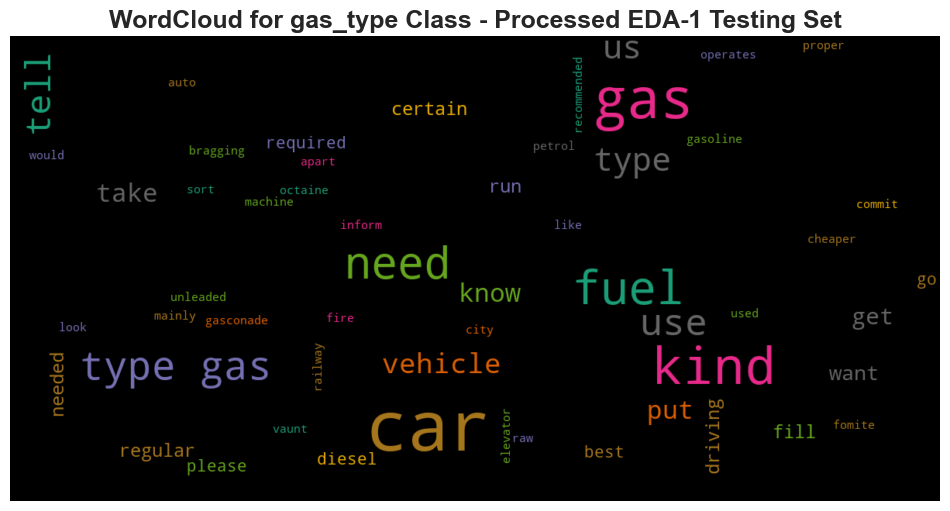 WordCloud for gas_type Class - Processed EDA-1 Testing Set
tell
auto
certain
us
operates
proper
recommended
gas
would
bragging
required
apart
petrol
type
gasoline
take
sort
octaine
machine
run
commit
inform
like
cheaper
need
know
fuel
go
unleaded
mainly
gasconade
fire
look
city
use
used
get
needed
type gas
railway
vehicle
kind
want
car
put
driving
fill
fomite
vaunt
elevator
raw
regular
please
diesel
best